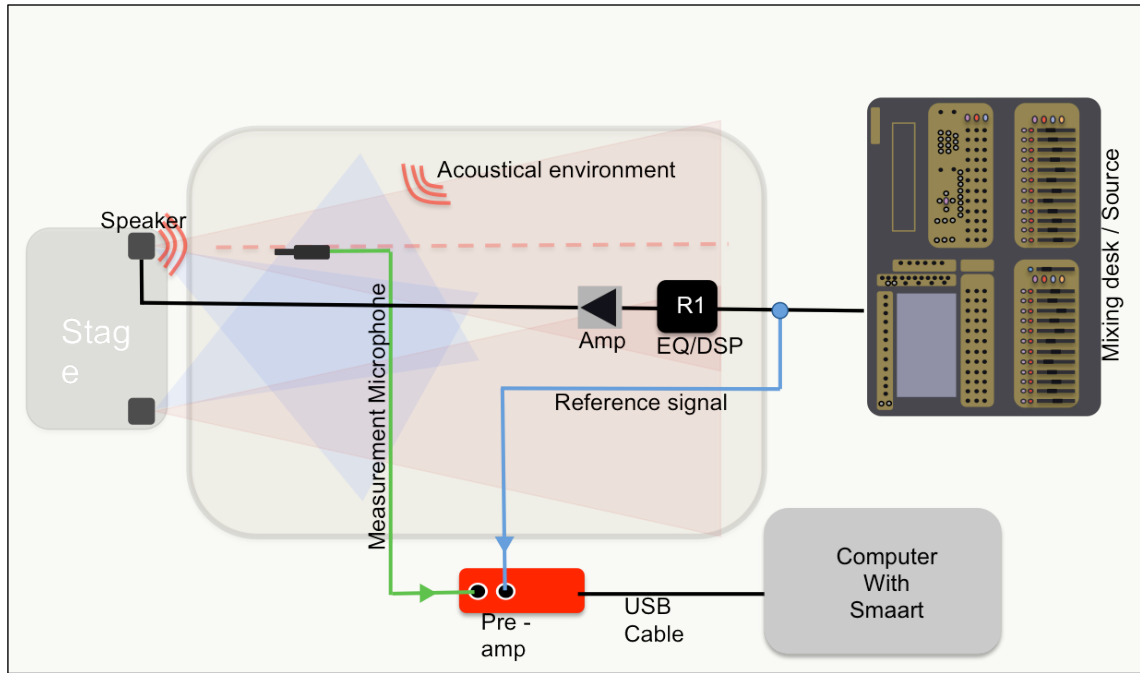 Acoustical environment
Speaker
Stag
e
Measurement Microphone
Amp
R1
EQ/DSP
Reference signal
Mixing desk / Source
Pre -
amp
USB
Cable
Computer
With
Smaart